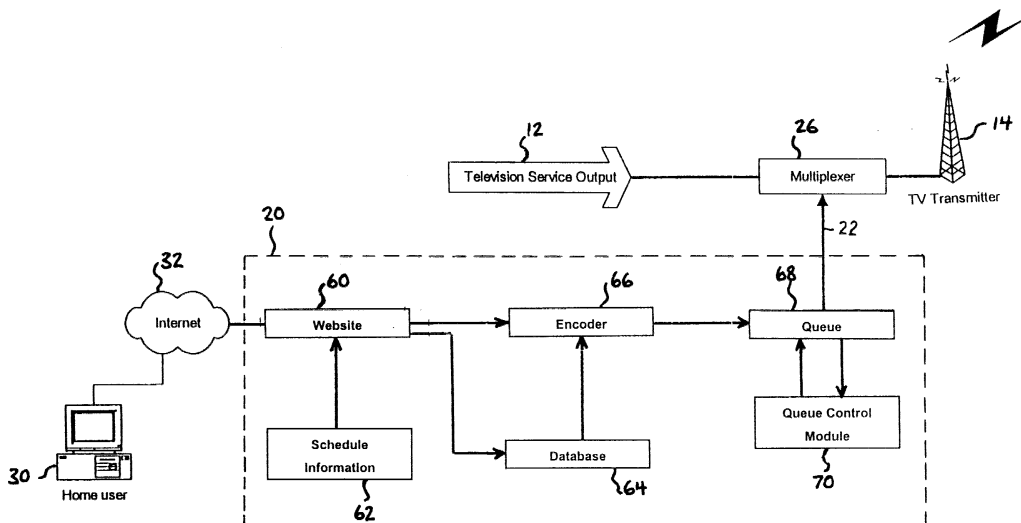 12
26
14
Television Service Output
Multiplexer
TV Transmitter
22
20
32
60
66
68
Internet
Website
Encoder
Queue
Schedule
Information
Database
Queue Control
Module
30
Home user
62
64
70